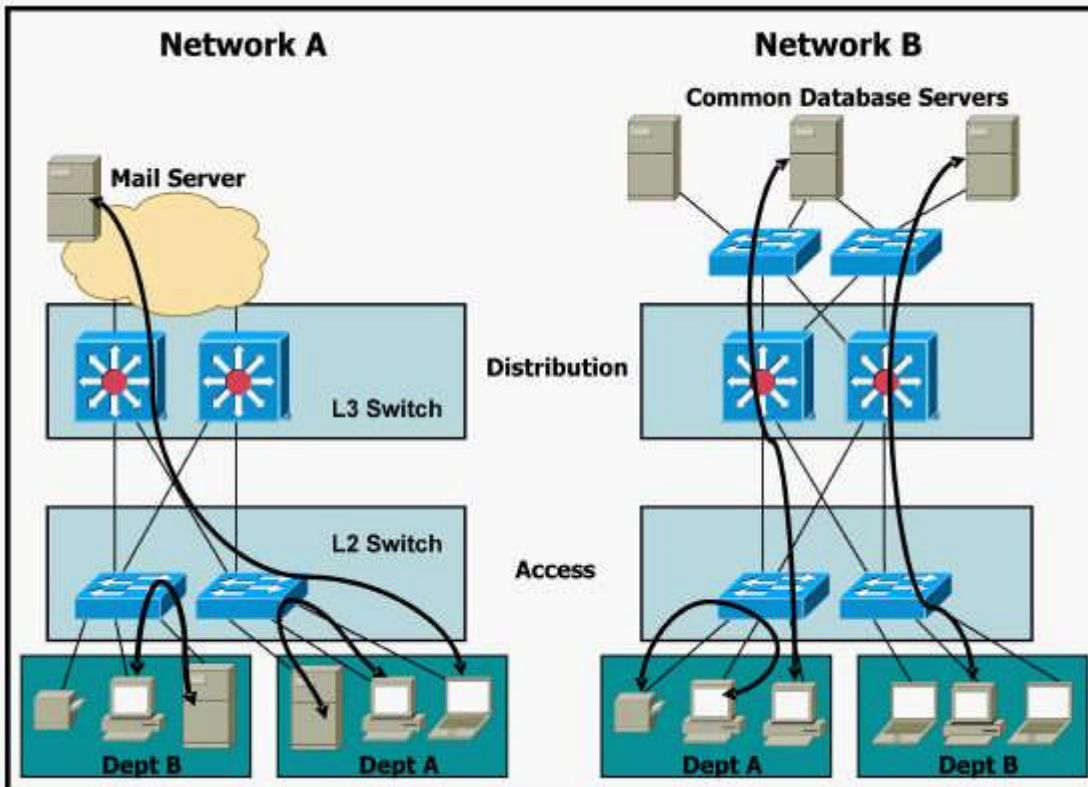 Network A
Network B
Common Database Servers
Mail Server
Distribution
L3 Switch
L2 Switch
Access
Dept B
Dept A
Dept A
Dept B